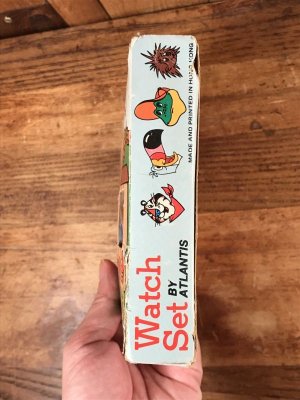 Watch
Set
BY
ATLANTIS
MADE AND PRINTED IN HONG KONG